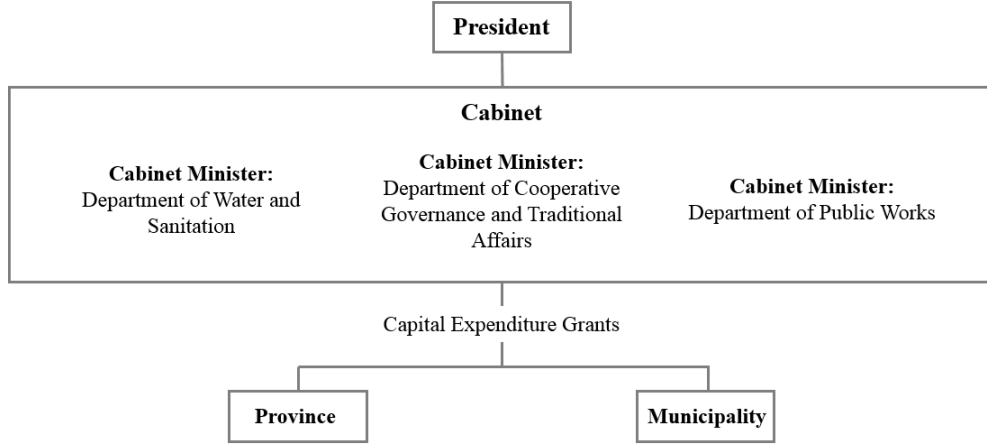 President
Cabinet
Cabinet Minister:
Department of Water and
Sanitation
Cabinet Minister:
Department of Cooperative
Governance and Traditional
Affairs
Cabinet Minister:
Department of Public Works
Capital Expenditure Grants
Province
Municipality